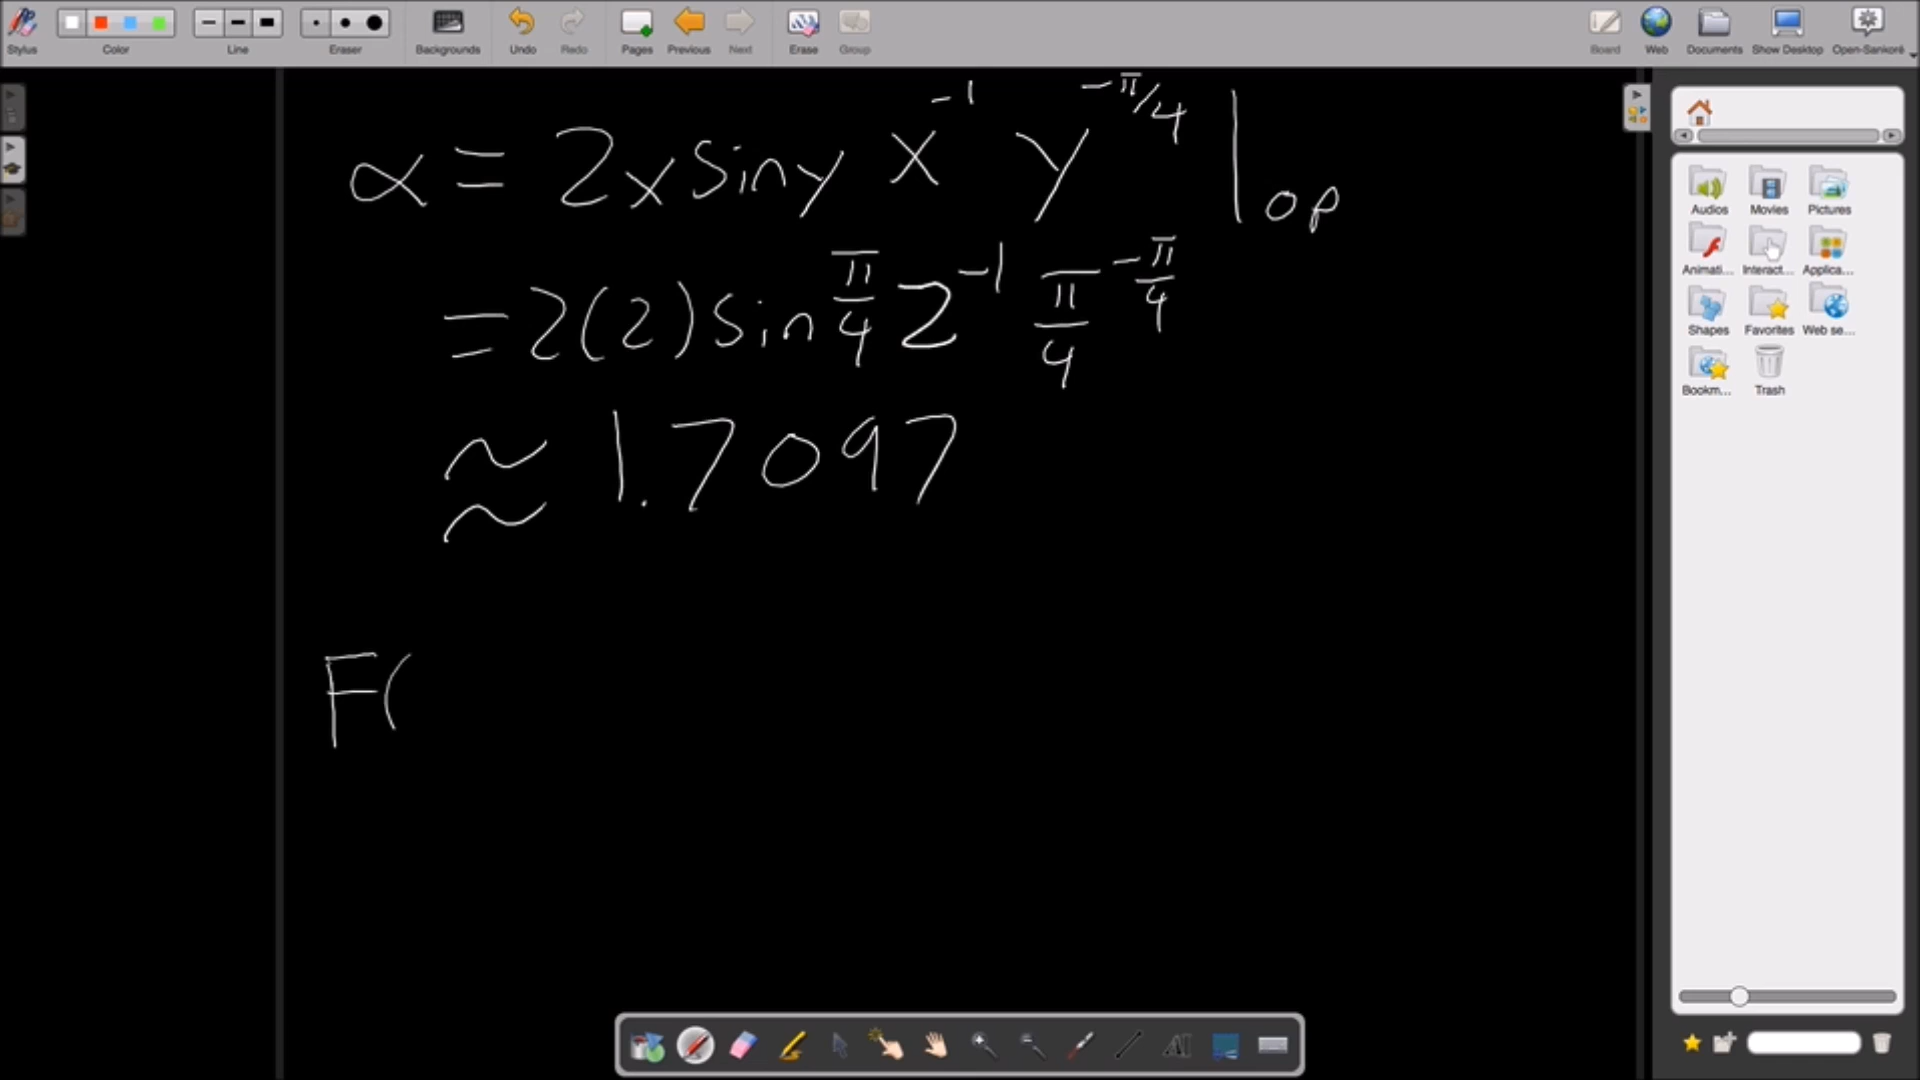 Stylus Color Line Eraser Backgrounds Undo Redo Pages Previous Next Erase Group Board Web Documents Show Desktop Open-Sankoré
α = 2x Sin y x^-1 y^-π/4 | op
= 2(2) Sin π/4 2^-1 π/4^-π/4
≈ 1.7097
F(
Audios Movies Pictures
Animati... Interact... Applica...
Shapes Favorites Web se...
Bookm... Trash